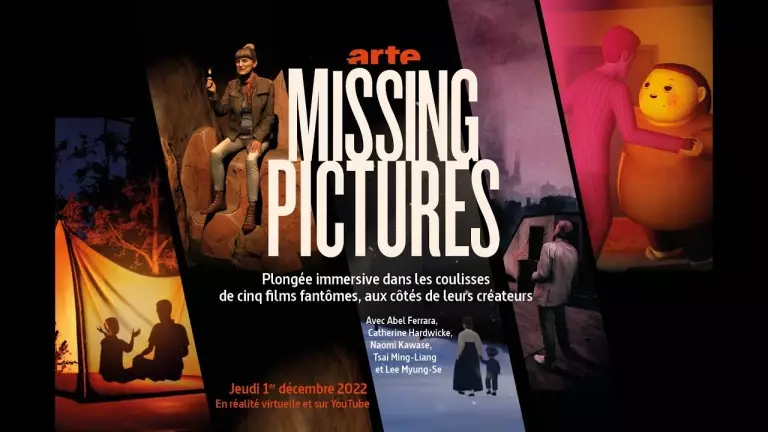 arte
MISSING
PICTURES
Plongée immersive dans les coulisses
de cinq films fantômes, aux côtés de leurs créateurs
Avec Abel Ferrara,
Catherine Hardwicke,
Naomi Kawase,
Tsai Ming-Liang
et Lee Myung-Se
Jeudi 1er décembre 2022
En réalité virtuelle et sur YouTube